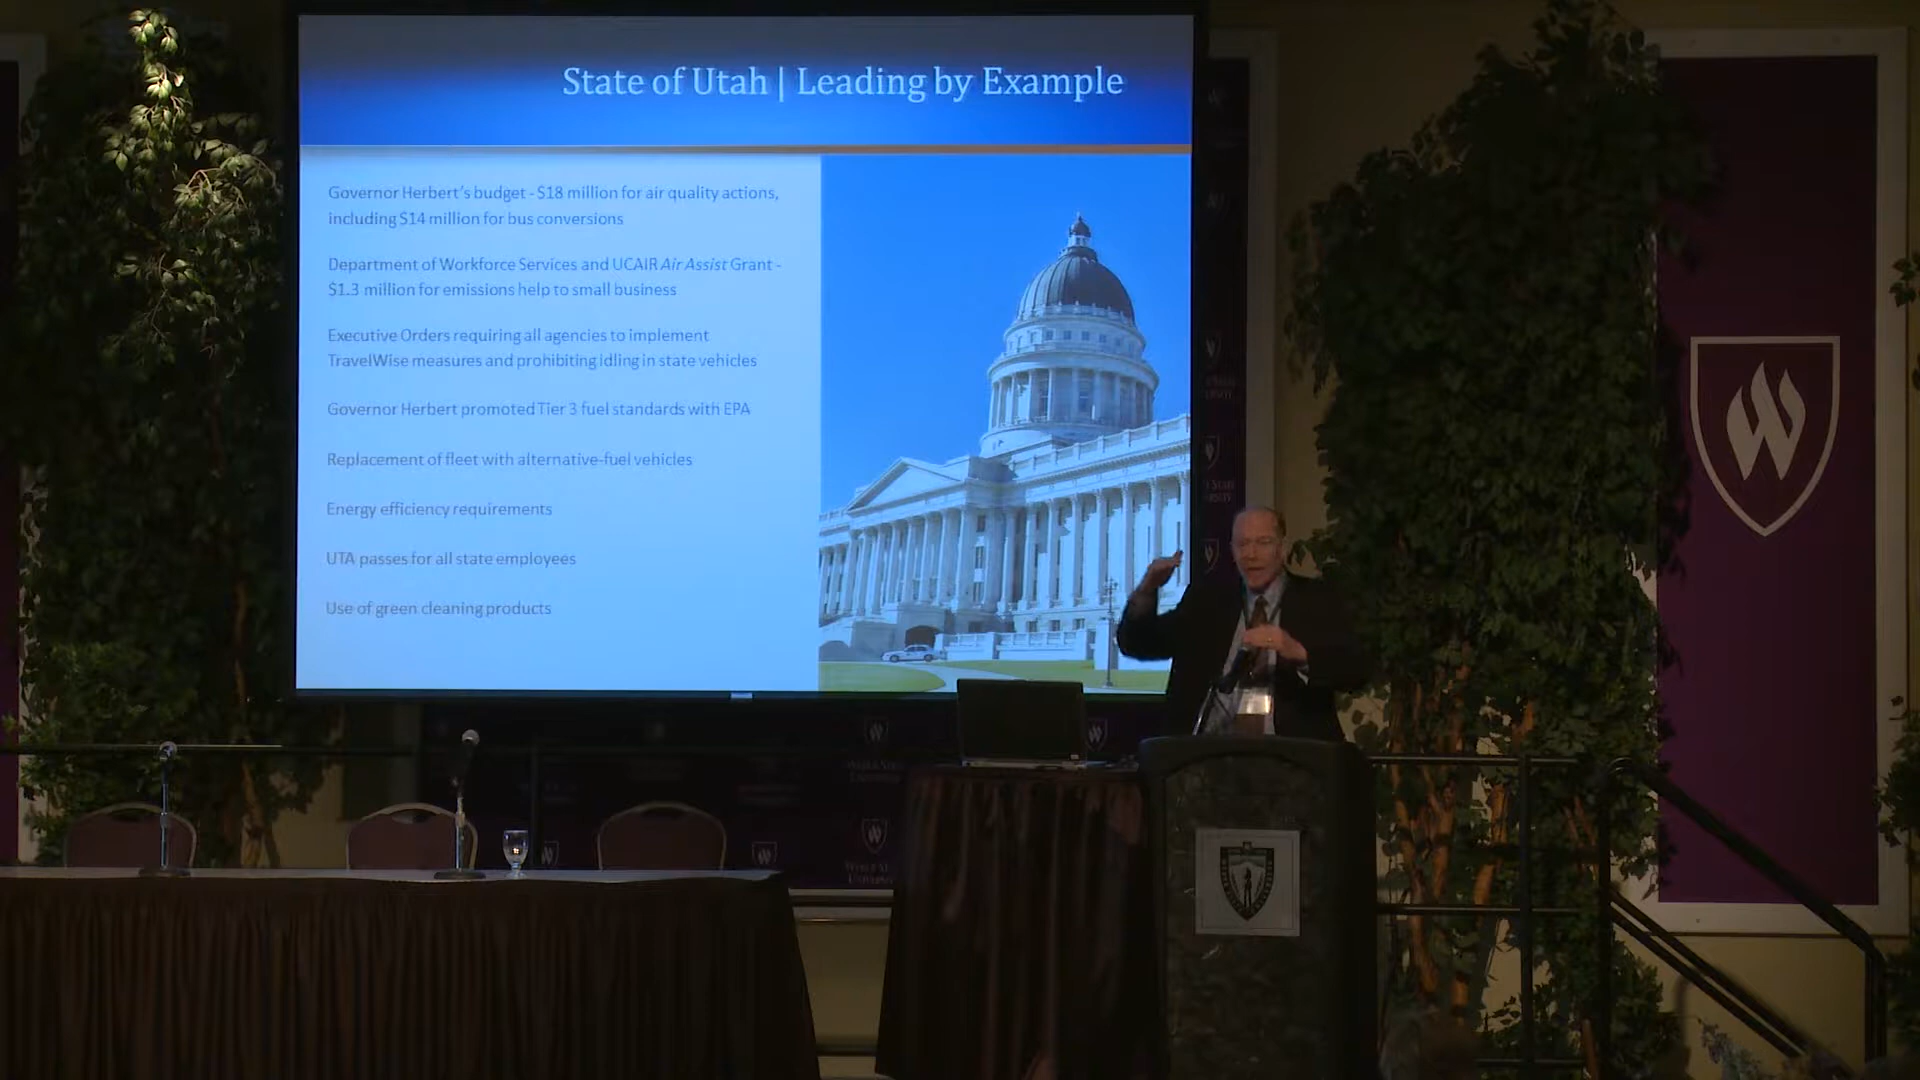 State of Utah | Leading by Example
Governor Herbert's budget - $18 million for air quality actions,
including $14 million for bus conversions
Department of Workforce Services and UCAIR Air Assist Grant -
$1.3 million for emissions help to small business
Executive Orders requiring all agencies to implement
TravelWise measures and prohibiting idling in state vehicles
Governor Herbert promoted Tier 3 fuel standards with EPA
Replacement of fleet with alternative-fuel vehicles
Energy efficiency requirements
UTA passes for all state employees
Use of green cleaning products